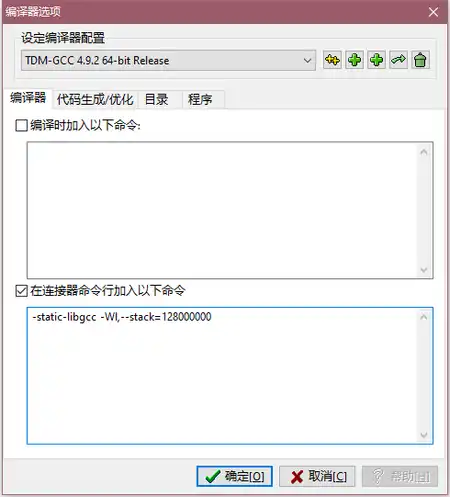 编译器选项
设定编译器配置
TDM-GCC 4.9.2 64-bit Release
编译器 代码生成/优化 目录 程序
编译时加入以下命令:
在连接器命令行加入以下命令
-static-libgcc -Wl,--stack=128000000
确定[O] 取消[C] 帮助[H]